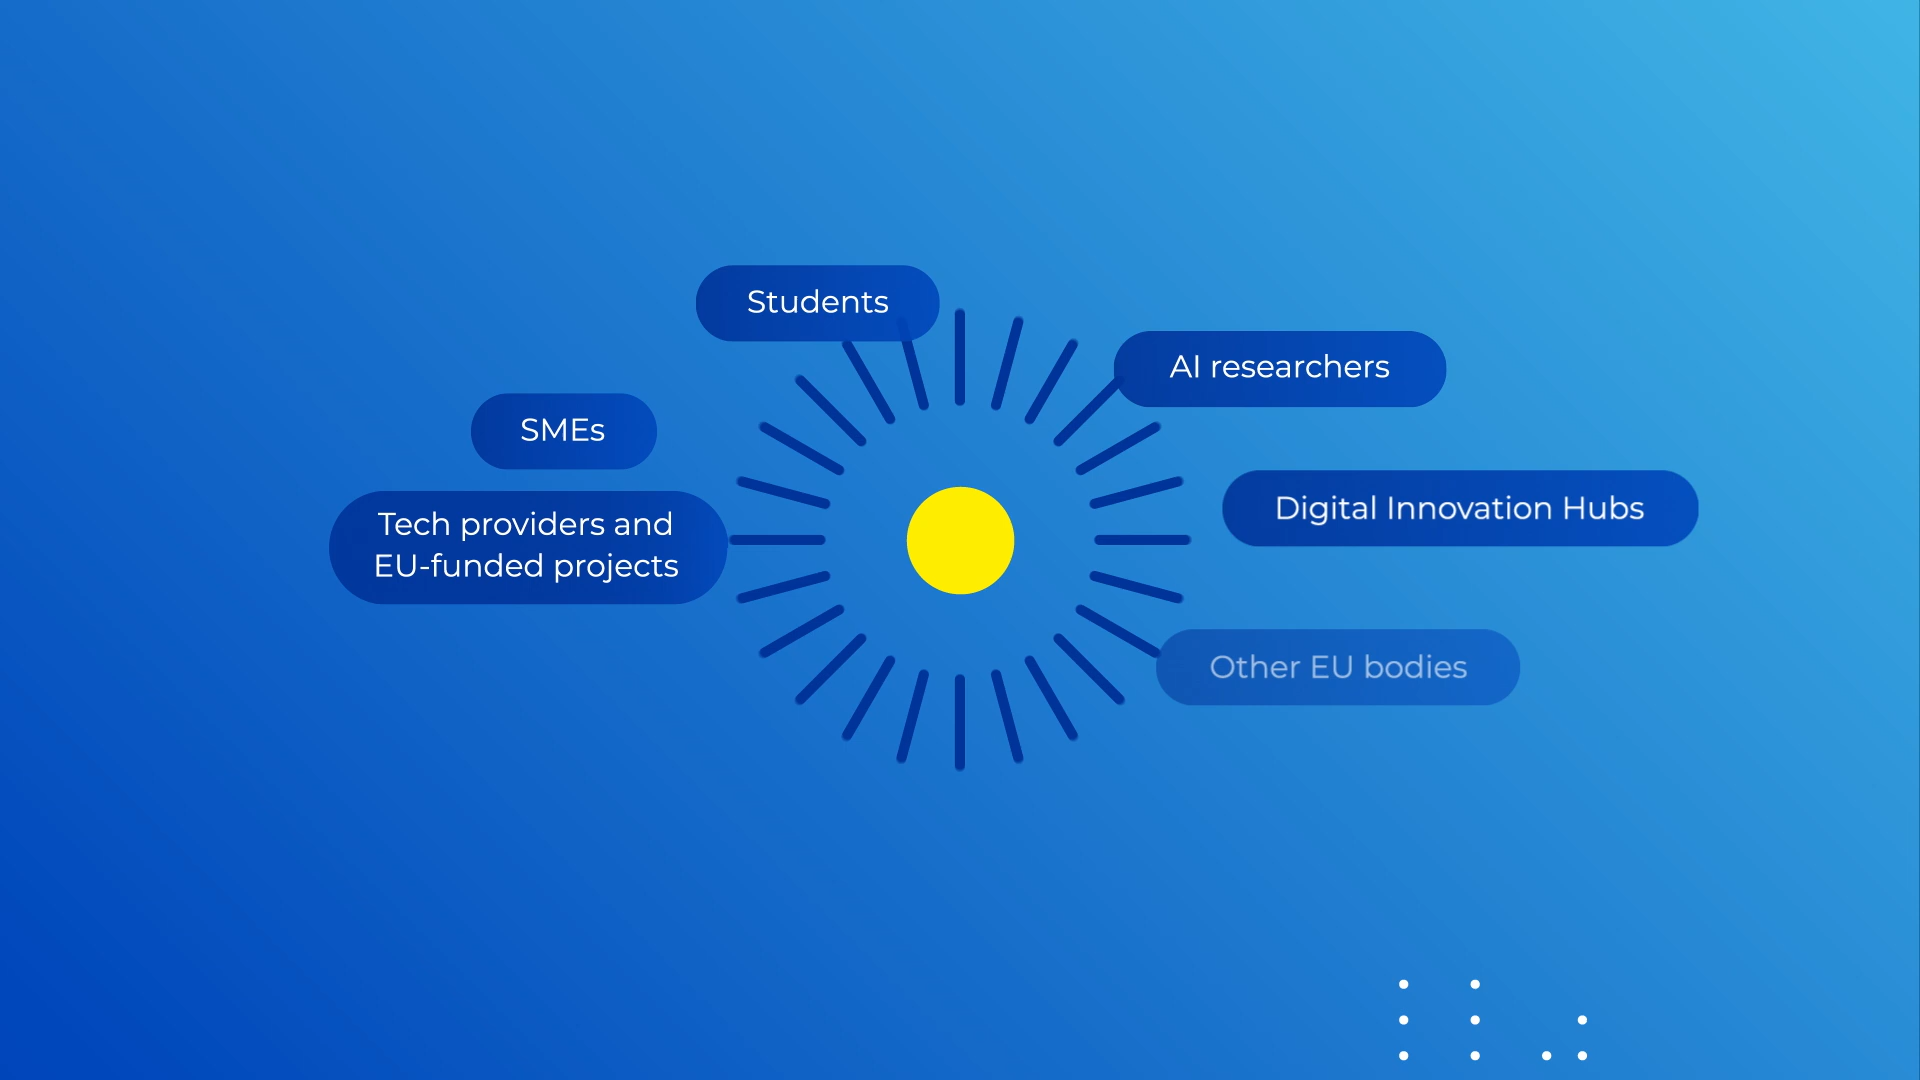 Students
AI researchers
SMEs
Digital Innovation Hubs
Tech providers and
EU-funded projects
Other EU bodies